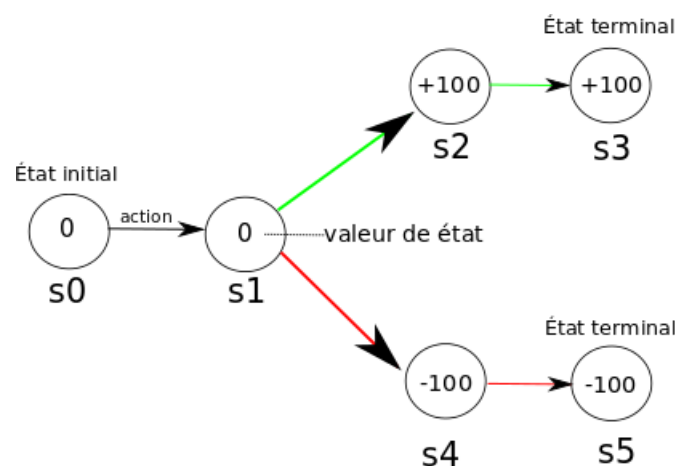 État terminal
+100
+100
s2
s3
État initial
0
action
0
valeur de état
s0
s1
État terminal
-100
-100
s4
s5